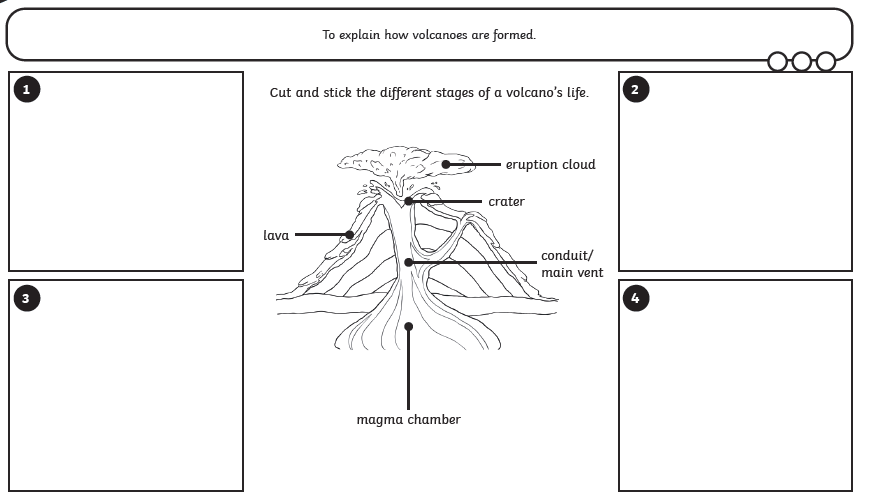 To explain how volcanoes are formed.
1
Cut and stick the different stages of a volcano's life.
2
eruption cloud
crater
lava
conduit/
main vent
3
4
magma chamber